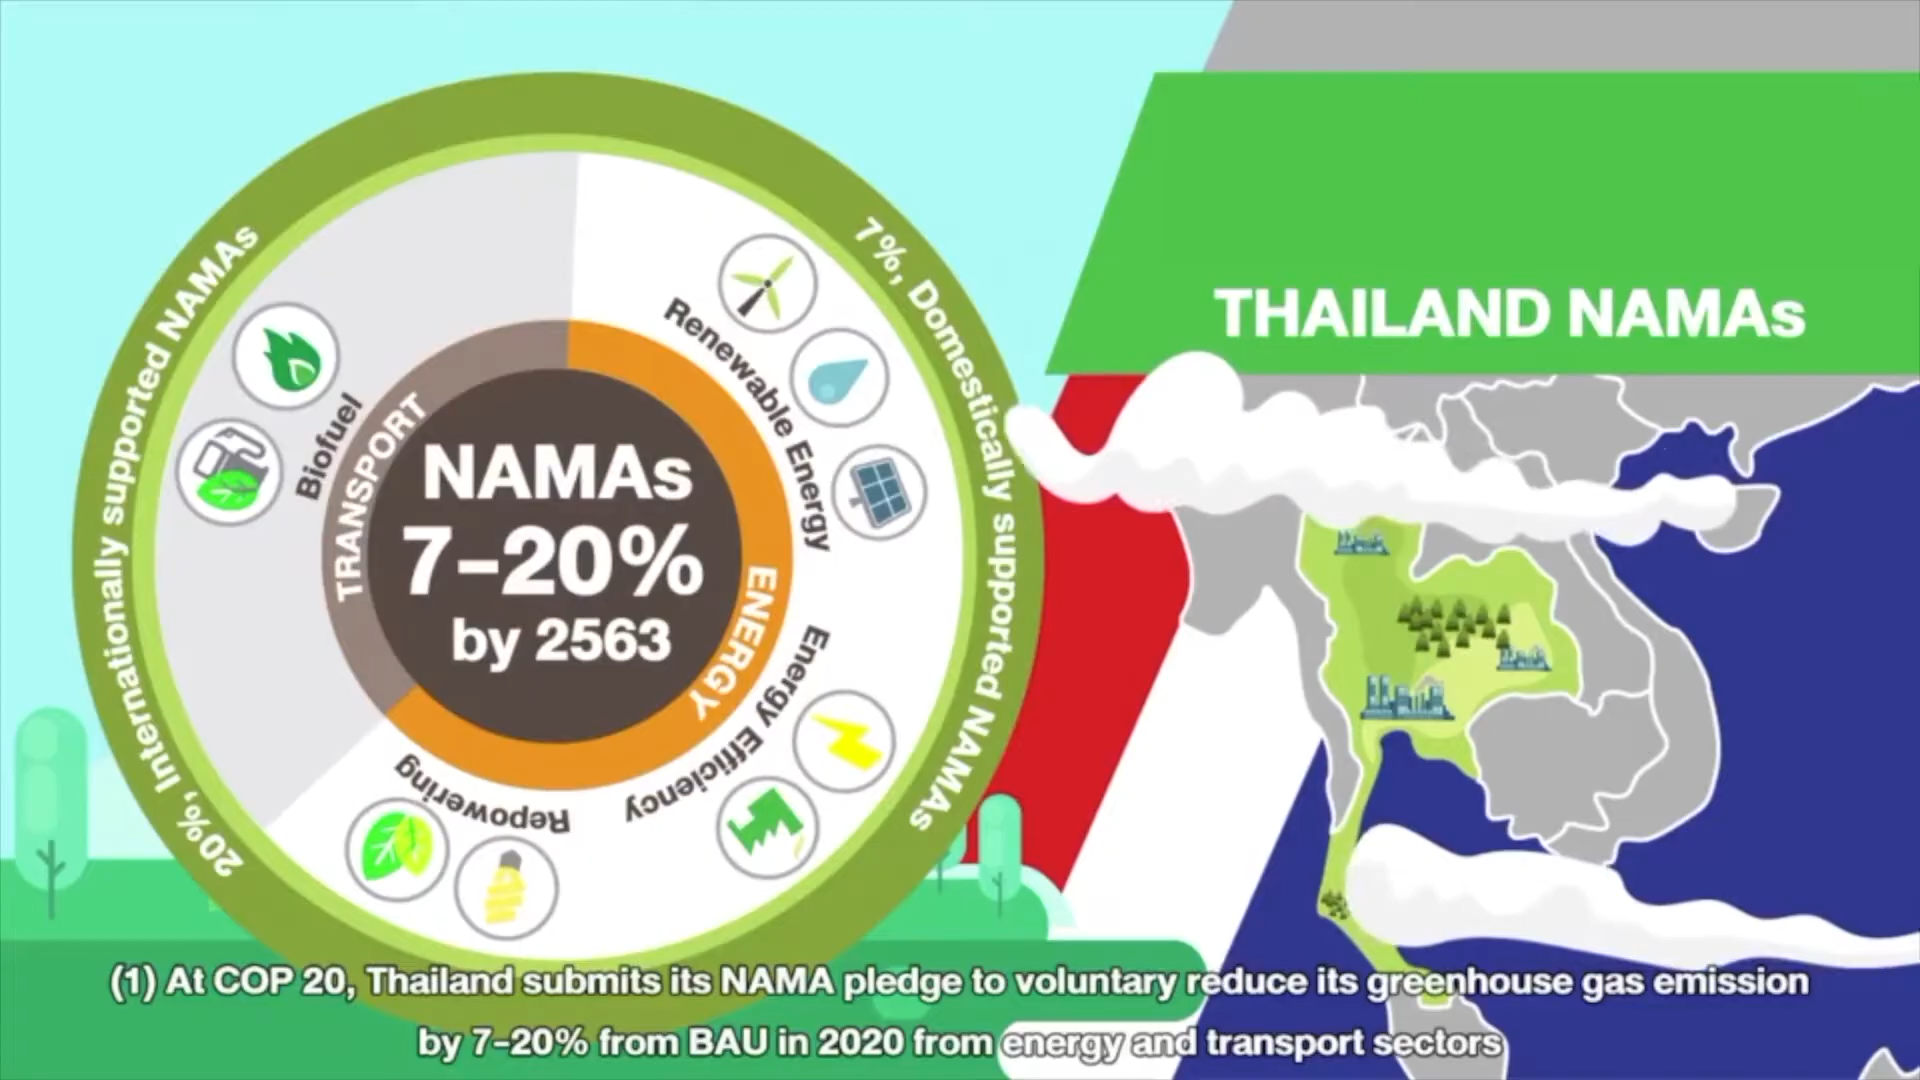 THAILAND NAMAs
20%, Internationally supported NAMAs
7%, Domestically supported NAMAs
TRANSPORT
ENERGY
Biofuel
Renewable Energy
Energy Efficiency
Repowering
NAMAs
7-20%
by 2563
(1) At COP 20, Thailand submits its NAMA pledge to voluntary reduce its greenhouse gas emission
by 7-20% from BAU in 2020 from energy and transport sectors